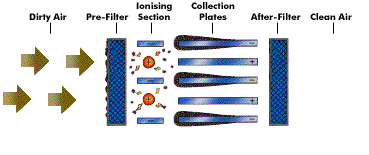 Dirty Air
Pre-Filter
Ionising
Section
Collection
Plates
After-Filter
Clean Air